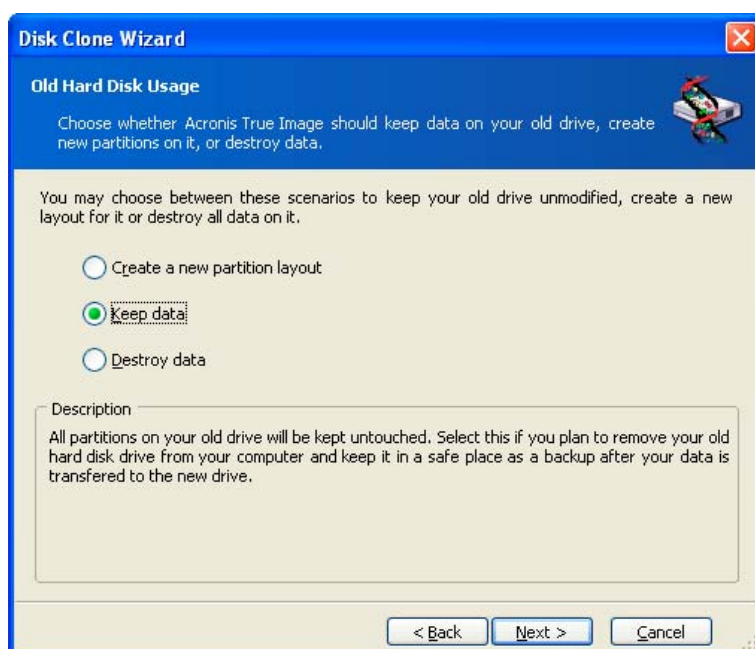 Disk Clone Wizard
Old Hard Disk Usage
Choose whether Acronis True Image should keep data on your old drive, create
new partitions on it, or destroy data.
You may choose between these scenarios to keep your old drive unmodified, create a new
layout for it or destroy all data on it.
Create a new partition layout
Keep data
Destroy data
Description
All partitions on your old drive will be kept untouched. Select this if you plan to remove your old
hard disk drive from your computer and keep it in a safe place as a backup after your data is
transfered to the new drive.
< Back Next > Cancel